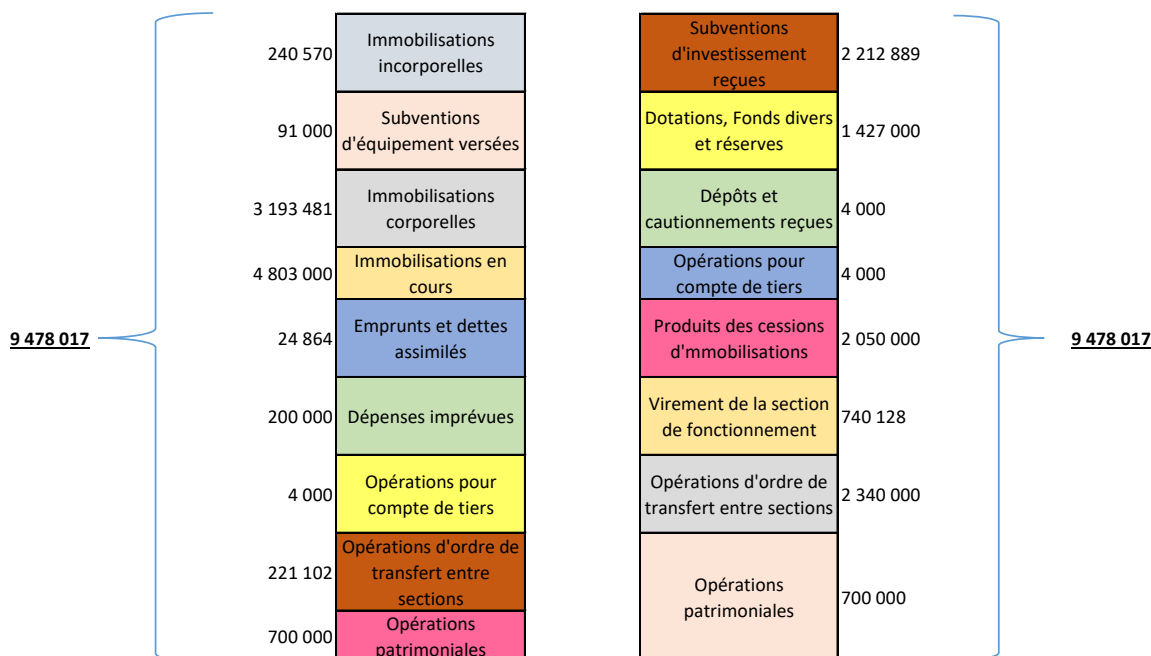 240 570
Immobilisations
incorporelles
91 000
Subventions
d'équipement versées
3 193 481
Immobilisations
corporelles
4 803 000
Immobilisations en
cours
9 478 017
24 864
Emprunts et dettes
assimilés
200 000
Dépenses imprévues
4 000
Opérations pour
compte de tiers
221 102
Opérations d'ordre de
transfert entre
sections
700 000
Opérations
patrimoniales
Subventions
d'investissement
reçues
2 212 889
Dotations, Fonds divers
et réserves
1 427 000
Dépôts et
cautionnements reçues
4 000
Opérations pour
compte de tiers
4 000
Produits des cessions
d'mmobilisations
2 050 000
9 478 017
Virement de la section
de fonctionnement
740 128
Opérations d'ordre de
transfert entre sections
2 340 000
Opérations
patrimoniales
700 000